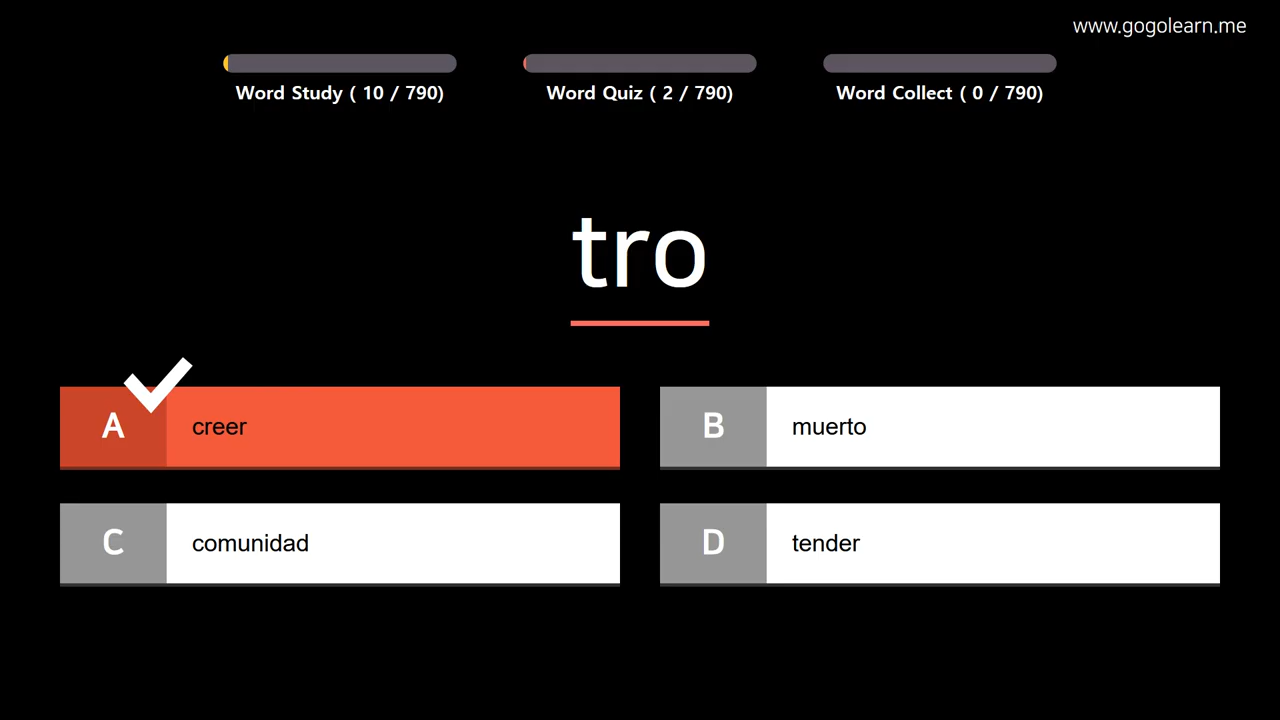 www.gogolearn.me
Word Study ( 10 / 790)
Word Quiz ( 2 / 790)
Word Collect ( 0 / 790)
tro
A creer
B muerto
C comunidad
D tender